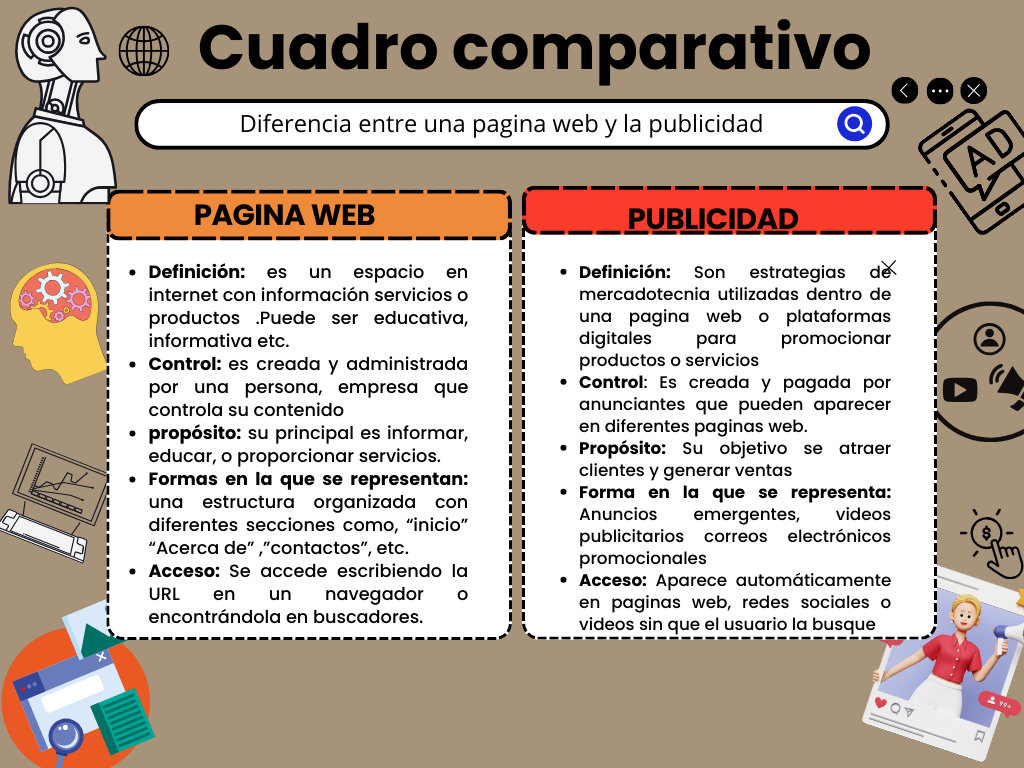 Cuadro comparativo
Diferencia entre una pagina web y la publicidad
AD
PAGINA WEB
• Definición: es un espacio en
internet con información servicios o
productos .Puede ser educativa,
informativa etc.
• Control: es creada y administrada
por una persona, empresa que
controla su contenido
• propósito: su principal es informar,
educar, o proporcionar servicios.
• Formas en la que se representan:
una estructura organizada con
diferentes secciones como, “inicio”
“Acerca de” ,”contactos”, etc.
• Acceso: Se accede escribiendo la
URL en un navegador o
encontrándola en buscadores.
PUBLICIDAD
• Definición: Son estrategias de
mercadotecnia utilizadas dentro de
una pagina web o plataformas
digitales para promocionar
productos o servicios
• Control: Es creada y pagada por
anunciantes que pueden aparecer
en diferentes paginas web.
• Propósito: Su objetivo se atraer
clientes y generar ventas
• Forma en la que se representa:
Anuncios emergentes, videos
publicitarios correos electrónicos
promocionales
• Acceso: Aparece automáticamente
en paginas web, redes sociales o
videos sin que el usuario la busque
$
99+